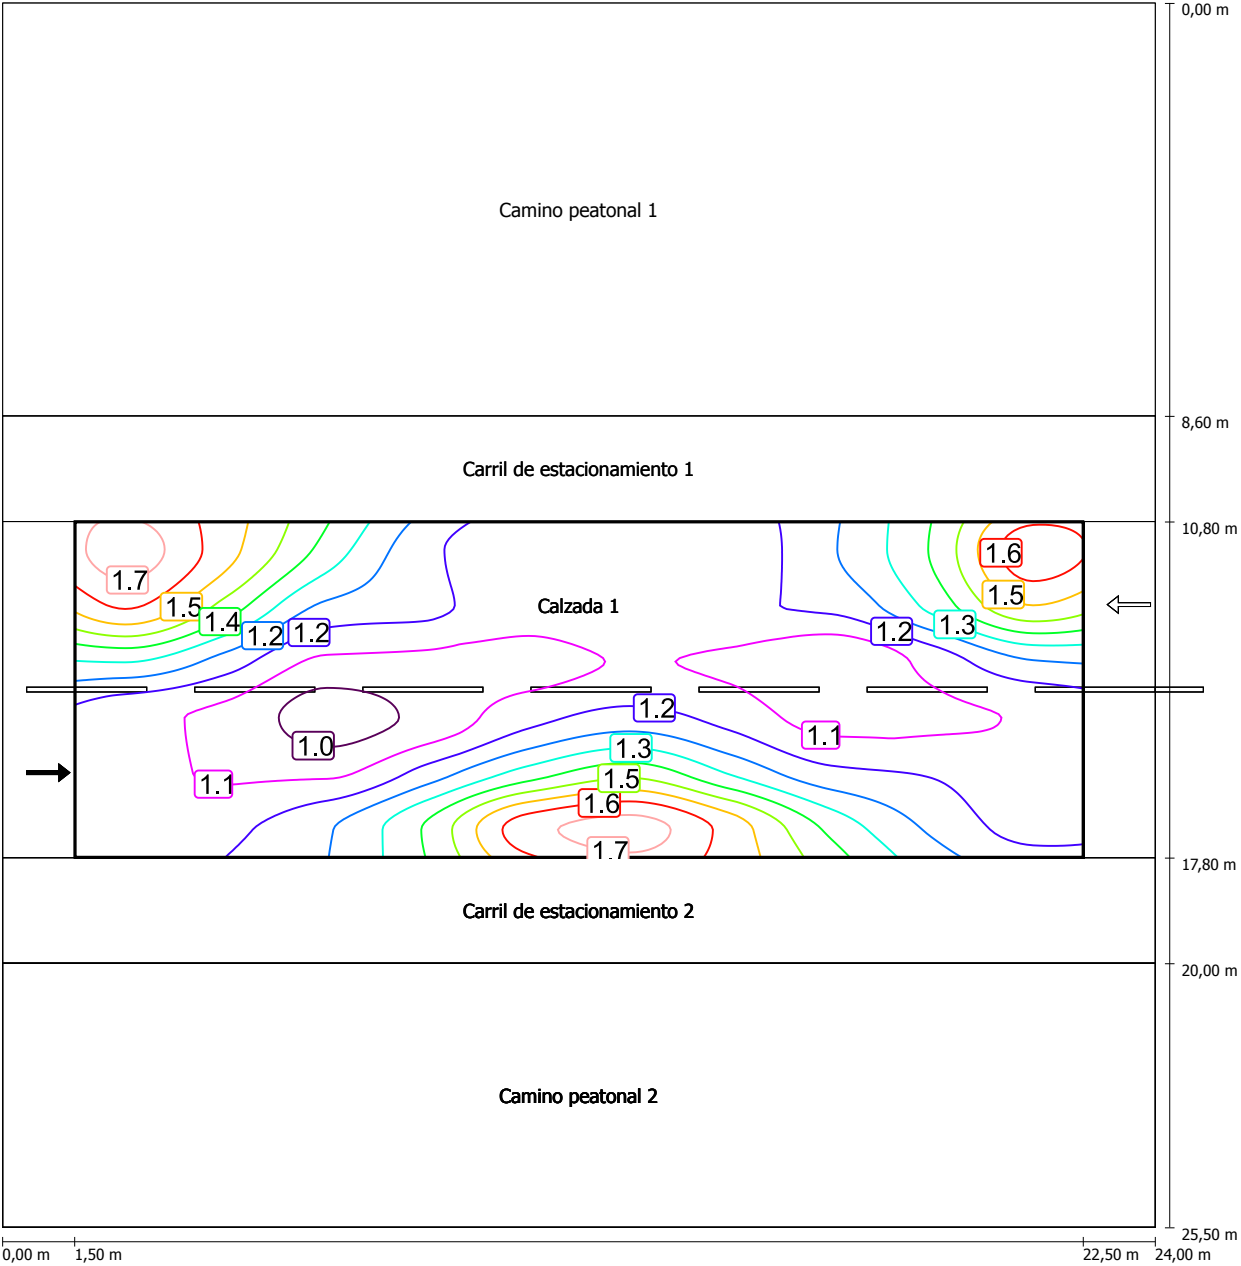 0,00 m
Camino peatonal 1
8,60 m
Carril de estacionamiento 1
10,80 m
1.7
1.6
1.5
1.5
Calzada 1
1.4
1.2
1.2
1.2
1.3
1.2
1.0
1.3
1.1
1.1
1.5
1.6
1.7
17,80 m
Carril de estacionamiento 2
20,00 m
Camino peatonal 2
25,50 m
0,00 m
1,50 m
22,50 m
24,00 m